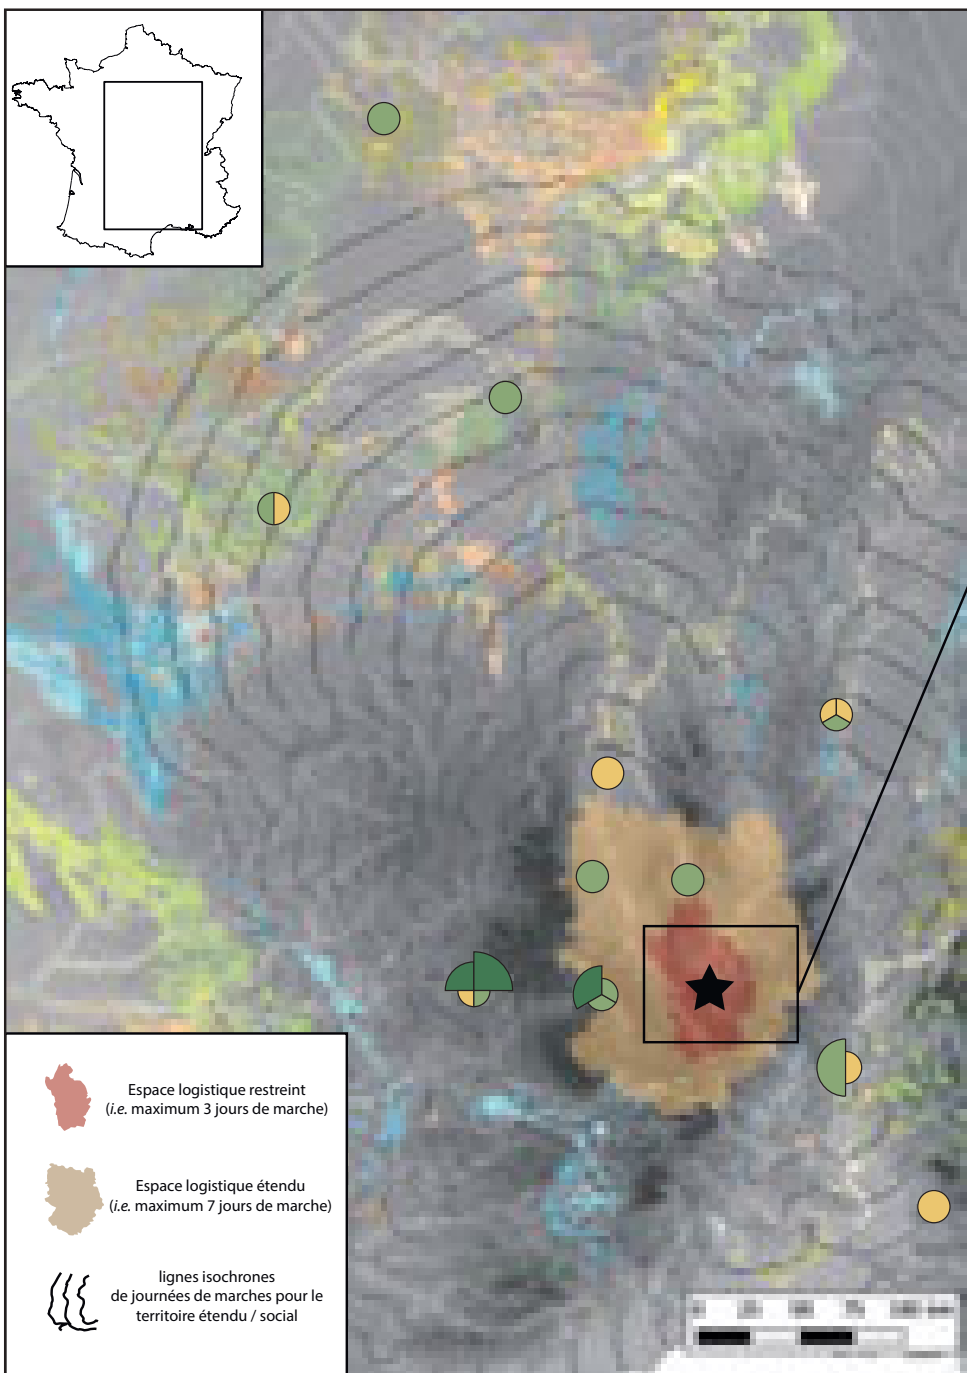 Espace logistique restreint
(i.e. maximum 3 jours de marche)
Espace logistique étendu
(i.e. maximum 7 jours de marche)
lignes isochrones
de journées de marches pour le
territoire étendu / social